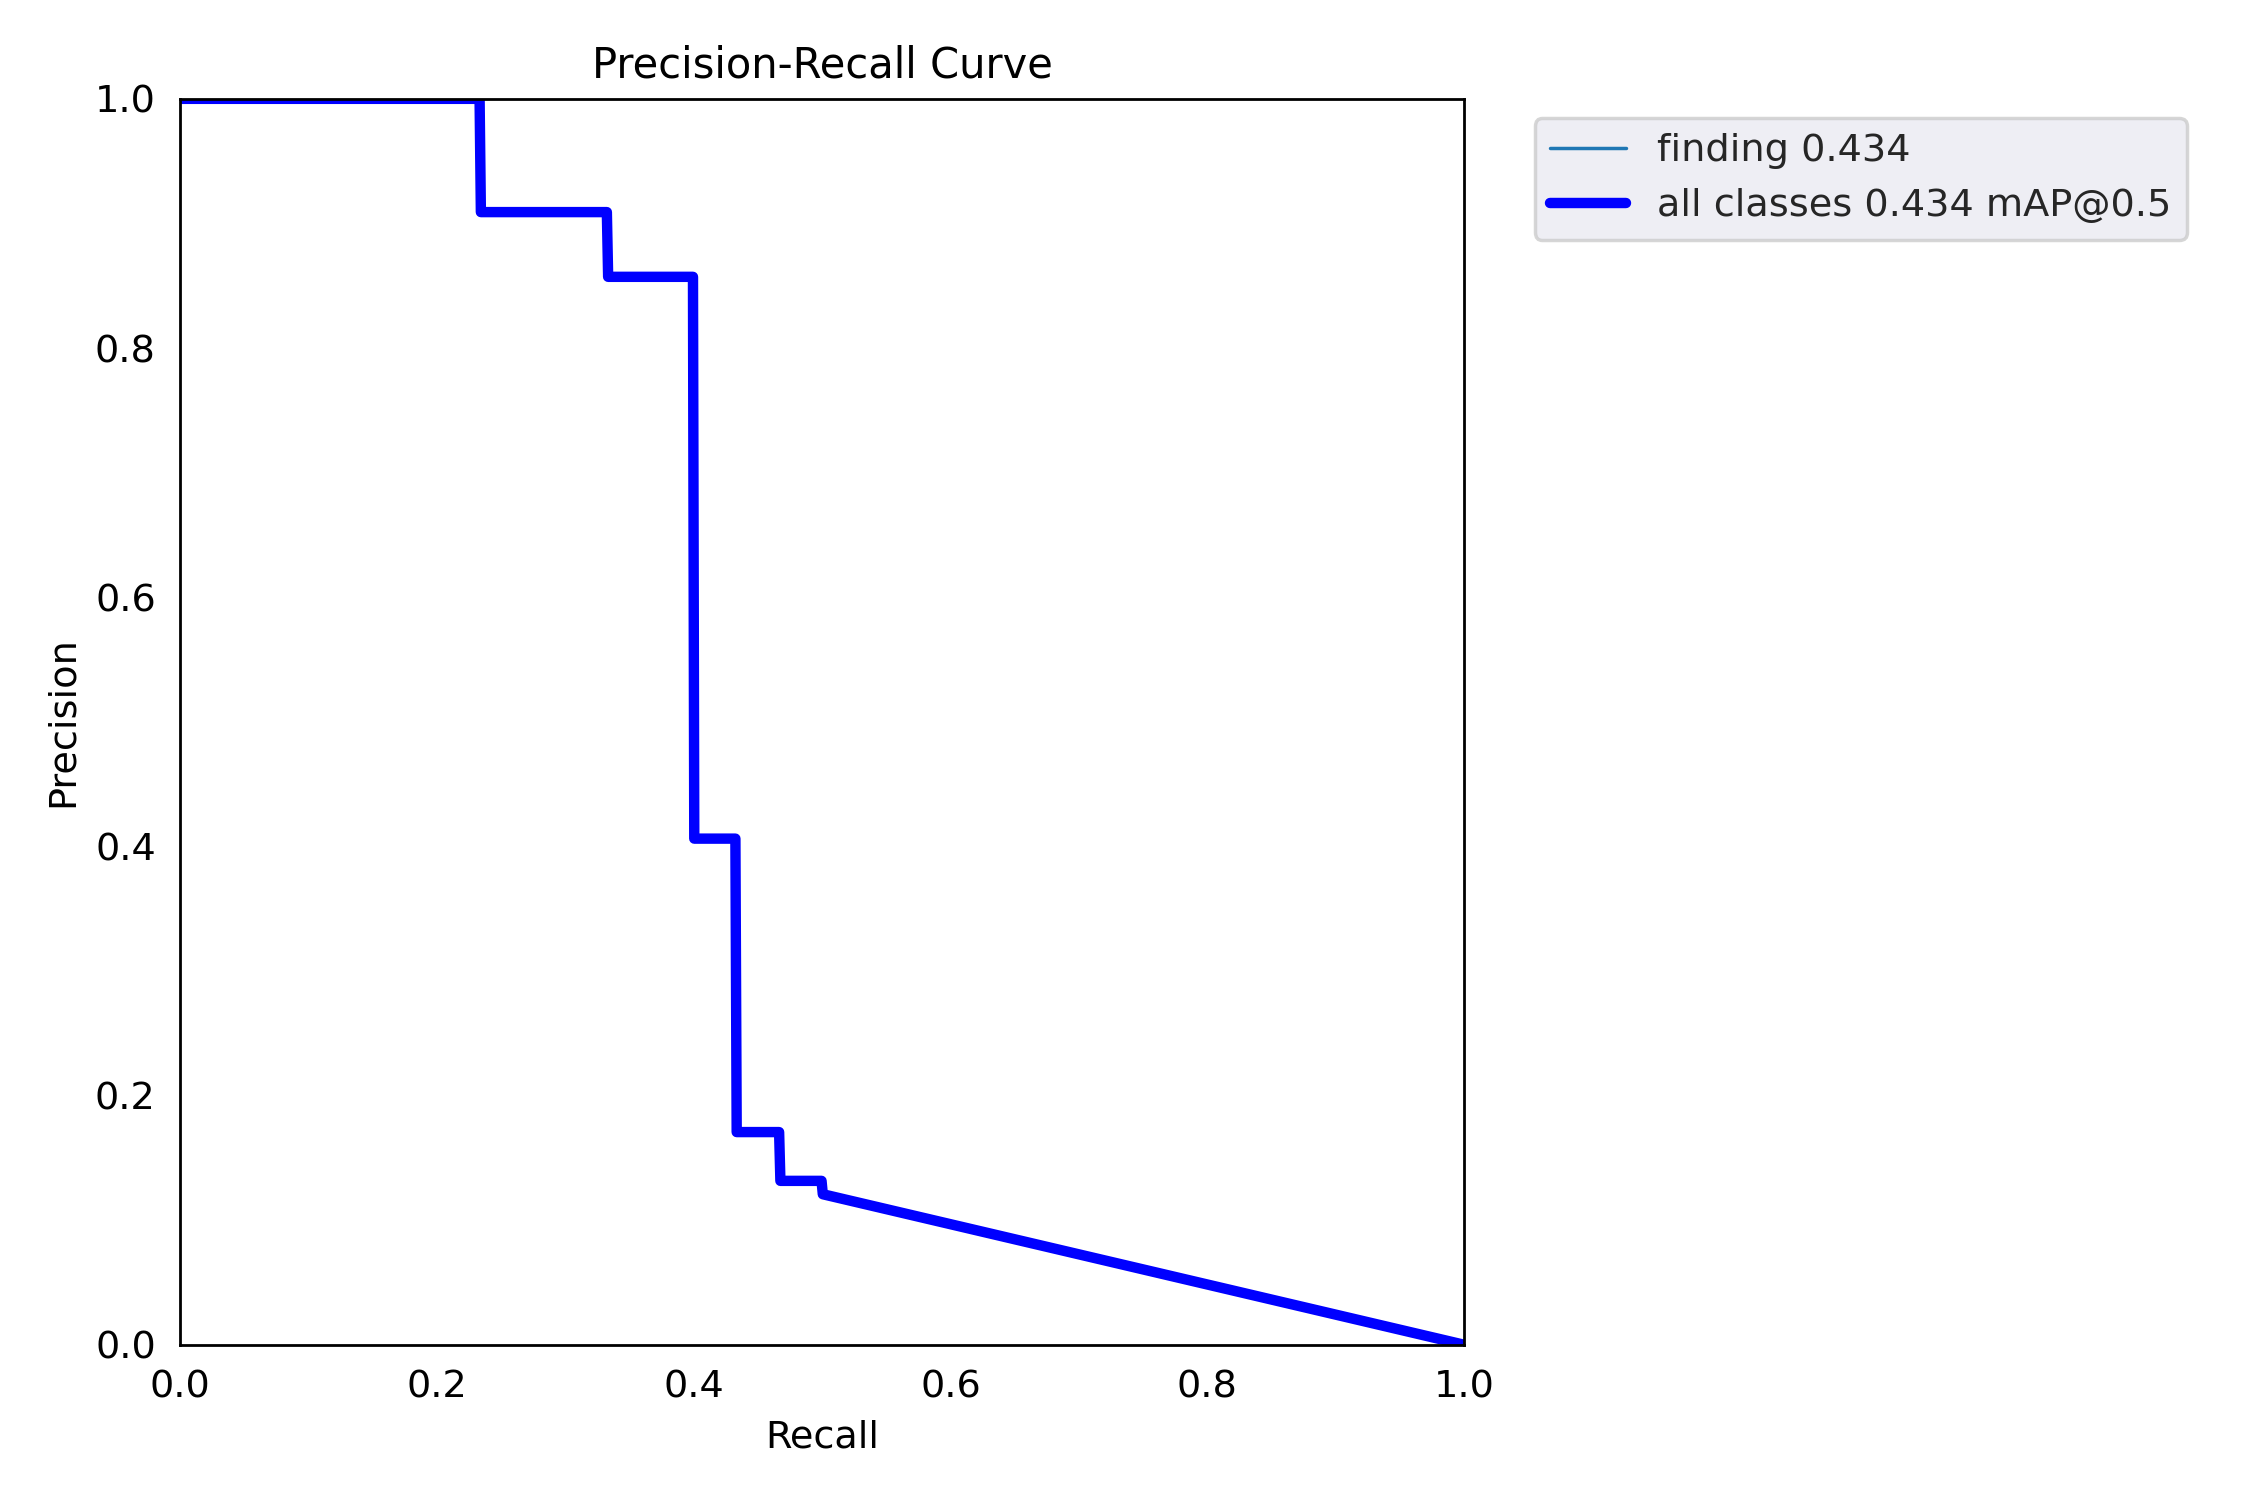 Precision-Recall Curve
1.0
0.8
0.6
0.4
0.2
0.0
Precision
0.0 0.2 0.4 0.6 0.8 1.0
Recall
finding 0.434
all classes 0.434 mAP@0.5